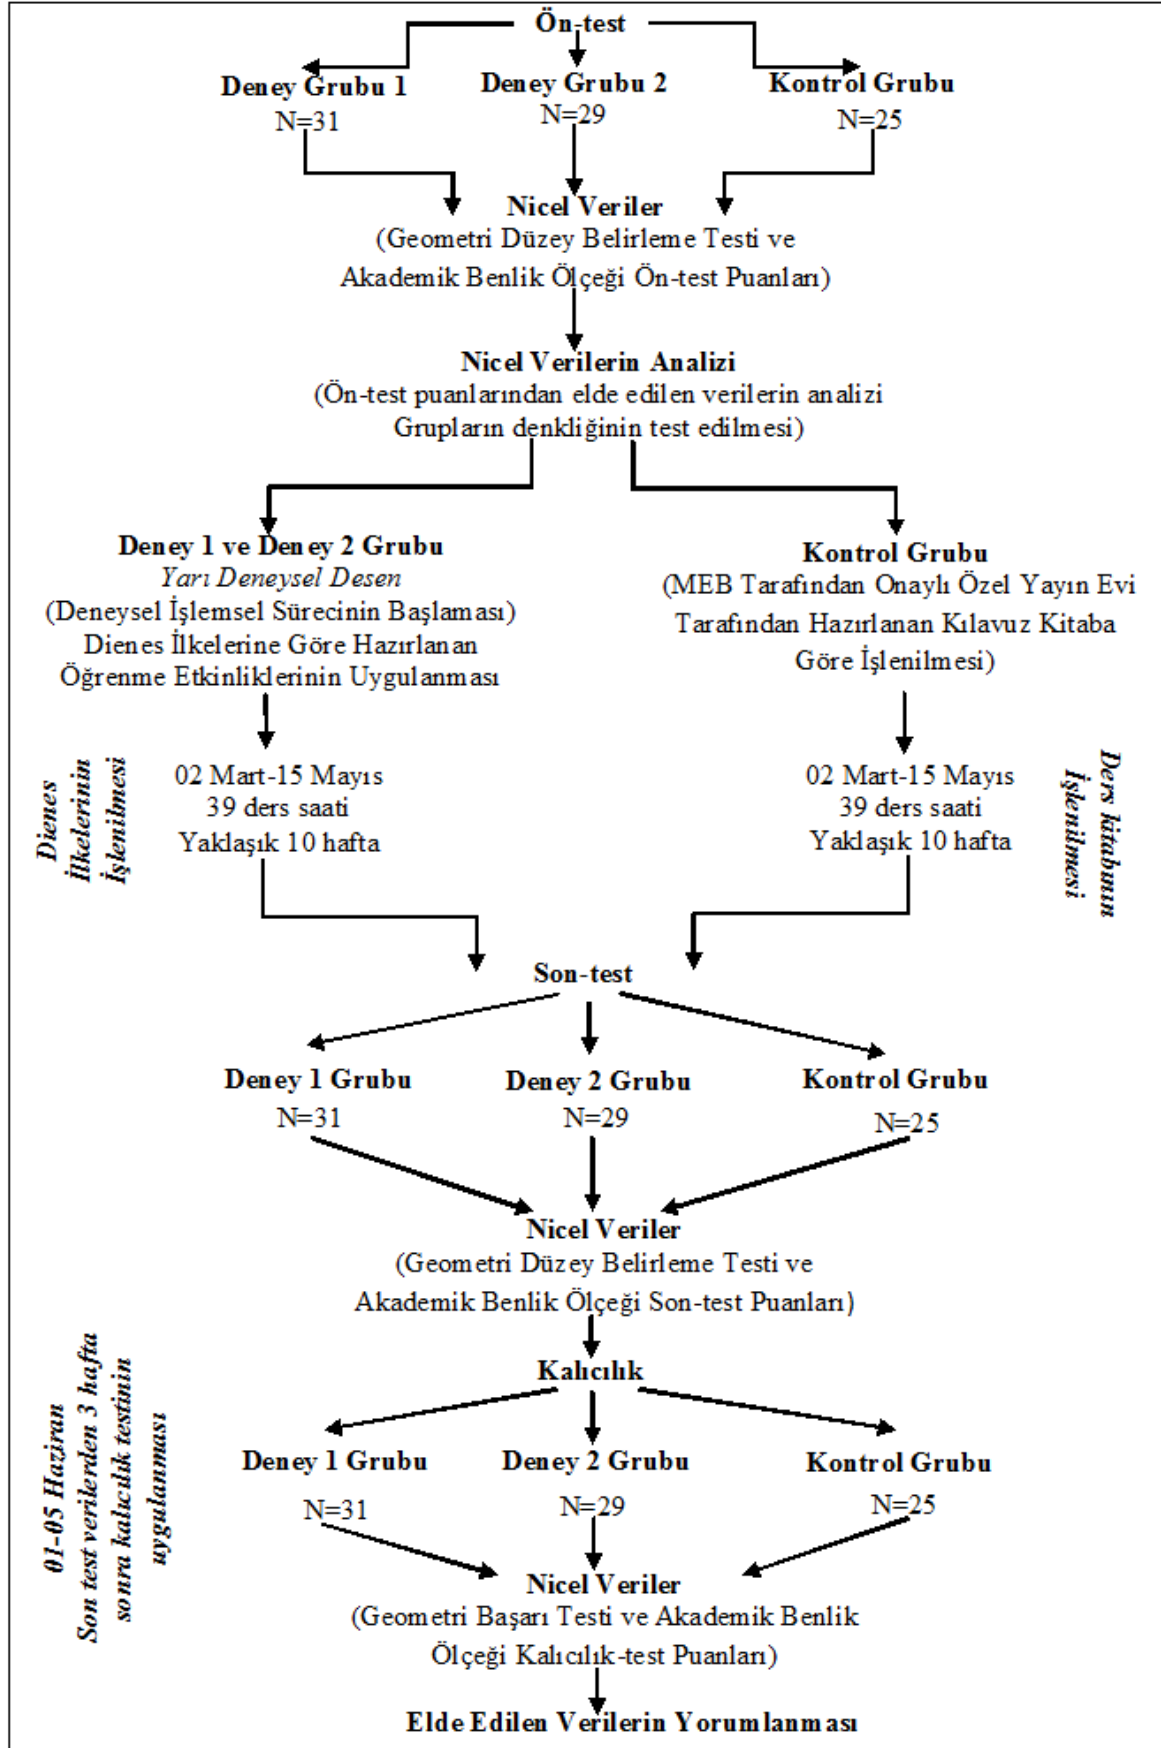 Ön-test
Deney Grubu 1
N=31
Deney Grubu 2
N=29
Kontrol Grubu
N=25
Nicel Veriler
(Geometri Düzey Belirleme Testi ve
Akademik Benlik Ölçeği Ön-test Puanları)
Nicel Verilerin Analizi
(Ön-test puanlarından elde edilen verilerin analizi
Grupların denkliğinin test edilmesi)
Deney 1 ve Deney 2 Grubu
Yarı Deneysel Desen
(Deneysel İşlemsel Sürecinin Başlaması)
Dienes İlkelerine Göre Hazırlanan
Öğrenme Etkinliklerinin Uygulanması
Kontrol Grubu
(MEB Tarafından Onaylı Özel Yayın Evi
Tarafından Hazırlanan Kılavuz Kitaba
Göre İşlenilmesi)
Dienes
İlkelerinin
İşlenilmesi
02 Mart-15 Mayıs
39 ders saati
Yaklaşık 10 hafta
02 Mart-15 Mayıs
39 ders saati
Yaklaşık 10 hafta
Ders kitabının
İşlenilmesi
Son-test
Deney 1 Grubu
N=31
Deney 2 Grubu
N=29
Kontrol Grubu
N=25
Nicel Veriler
(Geometri Düzey Belirleme Testi ve
Akademik Benlik Ölçeği Son-test Puanları)
01-05 Haziran
Son test verilerden 3 hafta
sonra kalıcılık testinin
uygulanması
Kalıcılık
Deney 1 Grubu
N=31
Deney 2 Grubu
N=29
Kontrol Grubu
N=25
Nicel Veriler
(Geometri Başarı Testi ve Akademik Benlik
Ölçeği Kalıcılık-test Puanları)
Elde Edilen Verilerin Yorumlanması